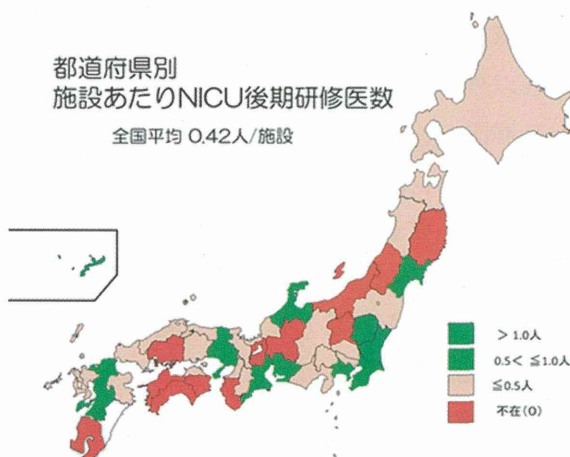 都道府県別
施設あたりNICU後期研修医数
全国平均 0.42人/施設
> 1.0人
0.5< ≦1.0人
≦0.5人
不在(0)